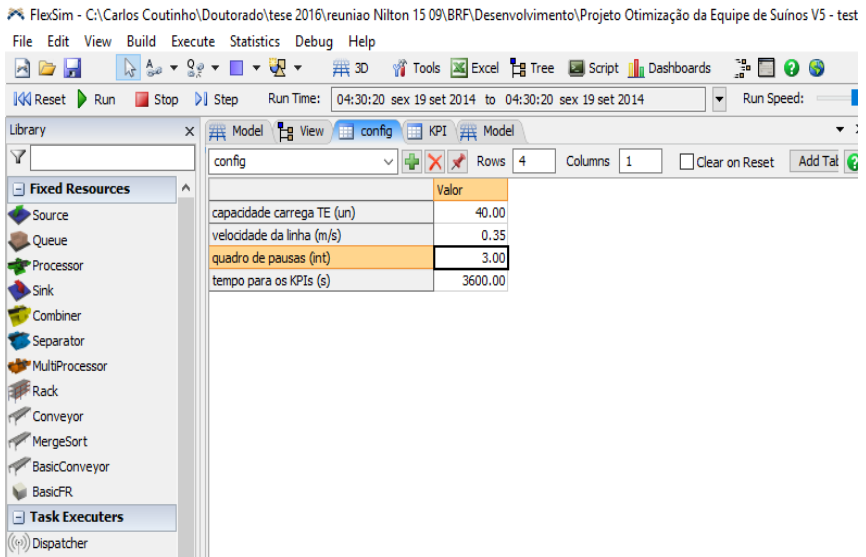 FlexSim - C:\Carlos Coutinho\Doutorado\tese 2016\reuniao Nilton 15 09\BRF\Desenvolvimento\Projeto Otimização da Equipe de Suínos V5 - test
File Edit View Build Execute Statistics Debug Help
3D Tools Excel Tree Script Dashboards
Reset Run Stop Step Run Time: 04:30:20 sex 19 set 2014 to 04:30:20 sex 19 set 2014 Run Speed:
Library x Model View config KPI Model
config Rows 4 Columns 1 Clear on Reset Add Tal
Fixed Resources
Source
Queue
Processor
Sink
Combiner
Separator
MultiProcessor
Rack
Conveyor
MergeSort
BasicConveyor
BasicFR
Task Executers
Dispatcher
Valor
capacidade carrega TE (un) 40.00
velocidade da linha (m/s) 0.35
quadro de pausas (int) 3.00
tempo para os KPIs (s) 3600.00